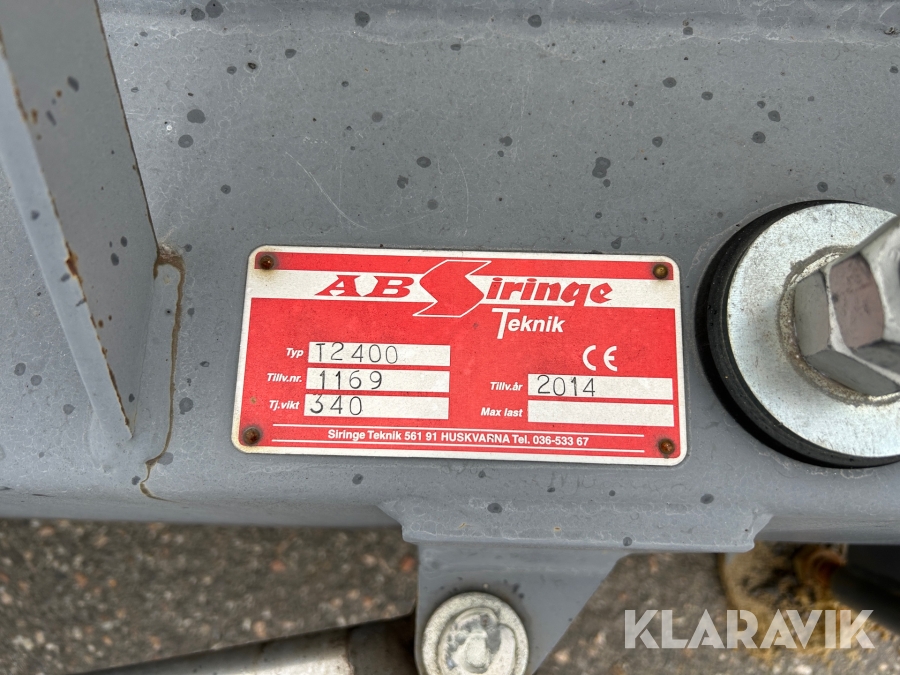 AB Siringe
Teknik
Typ T2400
CE
Tillv.nr. 1169
Tillv.år 2014
Tj.vikt 340
Max last
Siringe Teknik 561 91 HUSKVARNA Tel. 036-533 67
KLARAVIK